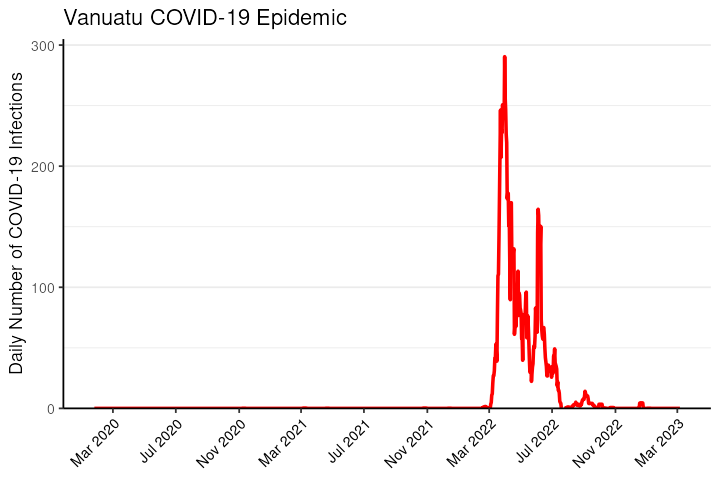 Vanuatu COVID-19 Epidemic
Daily Number of COVID-19 Infections
300
200
100
0
Mar 2020
Jul 2020
Nov 2020
Mar 2021
Jul 2021
Nov 2021
Mar 2022
Jul 2022
Nov 2022
Mar 2023